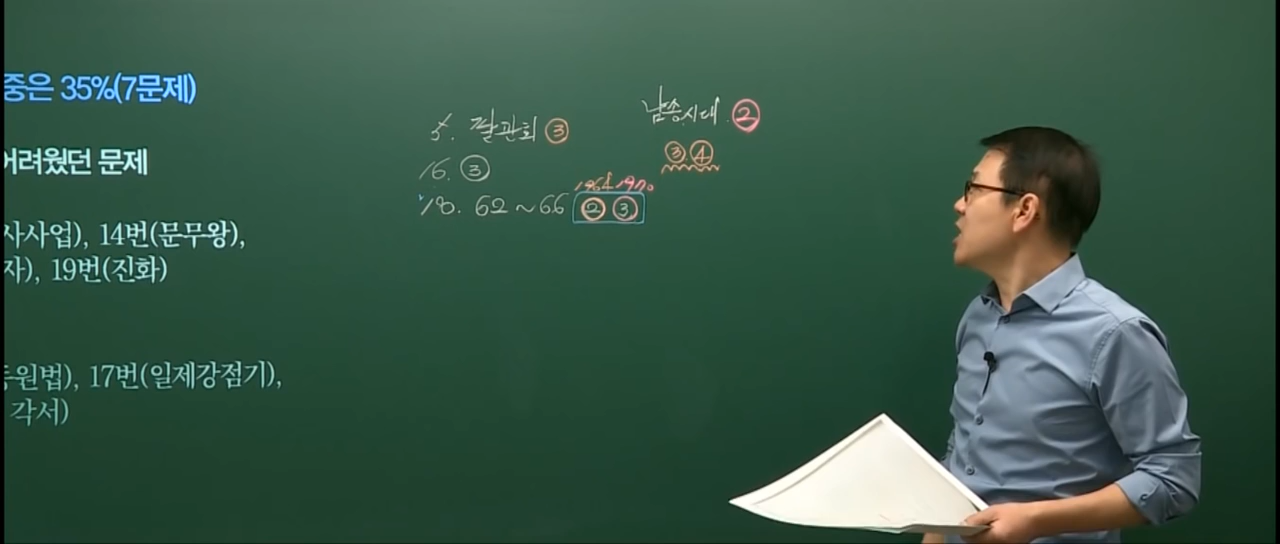 중은 35%(7문제)
어려웠던 문제
사사업), 14번(문무왕),
자), 19번(진화)
동원법), 17번(일제강점기),
각서)
5. 팔관회 ③
16. ③
18. 62 ~ 66 ② ③
1964 1970
남송시대 ②
③ ④